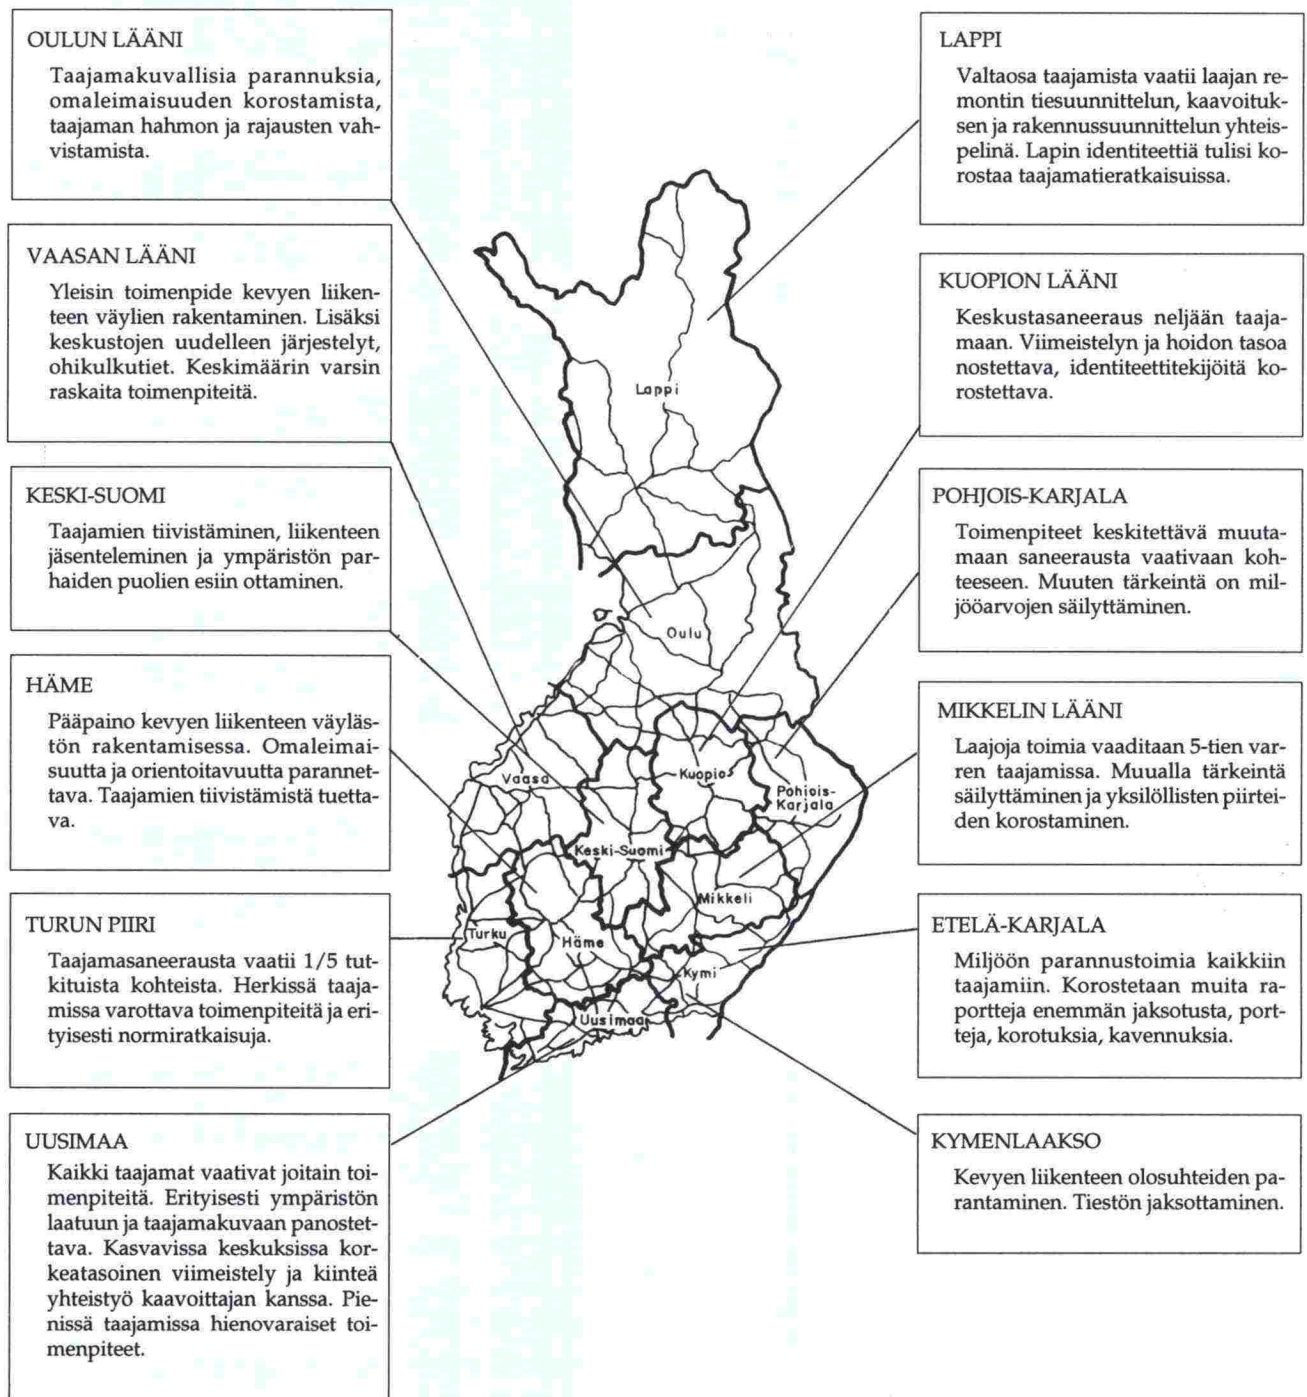 OULUN LÄÄNI
Taajamakuvallisia parannuksia,
omaleimaisuuden korostamista,
taajaman hahmon ja rajausten vah-
vistamista.
VAASAN LÄÄNI
Yleisin toimenpide kevyen liiken-
teen väylien rakentaminen. Lisäksi
keskustojen uudelleen järjestelyt,
ohikulkutiet. Keskimäärin varsin
raskaita toimenpiteitä.
KESKI-SUOMI
Taajamien tiivistäminen, liikenteen
jäsenteleminen ja ympäristön par-
haiden puolien esiin ottaminen.
HÄME
Pääpaino kevyen liikenteen väyläs-
tön rakentamisessa. Omaleimai-
suutta ja orientoitavuutta parannet-
tava. Taajamien tiivistämistä tuetta-
va.
TURUN PIIRI
Taajamasaneerausta vaatii 1/5 tut-
kituista kohteista. Herkissä taaja-
missa varottava toimenpiteitä ja eri-
tyisesti normiratkaisuja.
UUSIMAA
Kaikki taajamat vaativat joitain toi-
menpiteitä. Erityisesti ympäristön
laatuun ja taajamakuvaan panostet-
tava. Kasvavissa keskuksissa kor-
keatasoinen viimeistely ja kiinteä
yhteistyö kaavoittajan kanssa. Pie-
nissä taajamissa hienovaraiset toi-
menpiteet.
Lappi
Oulu
Vaasa
Kuopio
Pohjois-
Karjala
Keski-Suomi
Mikkeli
Turku
Häme
Kymi
Uusimaa
LAPPI
Valtaosa taajamista vaatii laajan re-
montin tiesuunnittelun, kaavoituk-
sen ja rakennussuunnittelun yhteis-
pelinä. Lapin identiteettiä tulisi ko-
rostaa taajamatieratkaisuissa.
KUOPION LÄÄNI
Keskustasaneeraus neljään taaja-
maan. Viimeistelyn ja hoidon tasoa
nostettava, identiteettitekijöitä ko-
rostettava.
POHJOIS-KARJALA
Toimenpiteet keskitettävä muuta-
maan saneerausta vaativaan koh-
teeseen. Muuten tärkeintä on mil-
jööarvojen säilyttäminen.
MIKKELIN LÄÄNI
Laajoja toimia vaaditaan 5-tien var-
ren taajamissa. Muualla tärkeintä
säilyttäminen ja yksilöllisten piirtei-
den korostaminen.
ETELÄ-KARJALA
Miljöön parannustoimia kaikkiin
taajamiin. Korostetaan muita ra-
portteja enemmän jaksotusta, port-
teja, korotuksia, kavennuksia.
KYMENLAAKSO
Kevyen liikenteen olosuhteiden pa-
rantaminen. Tiestön jaksottaminen.